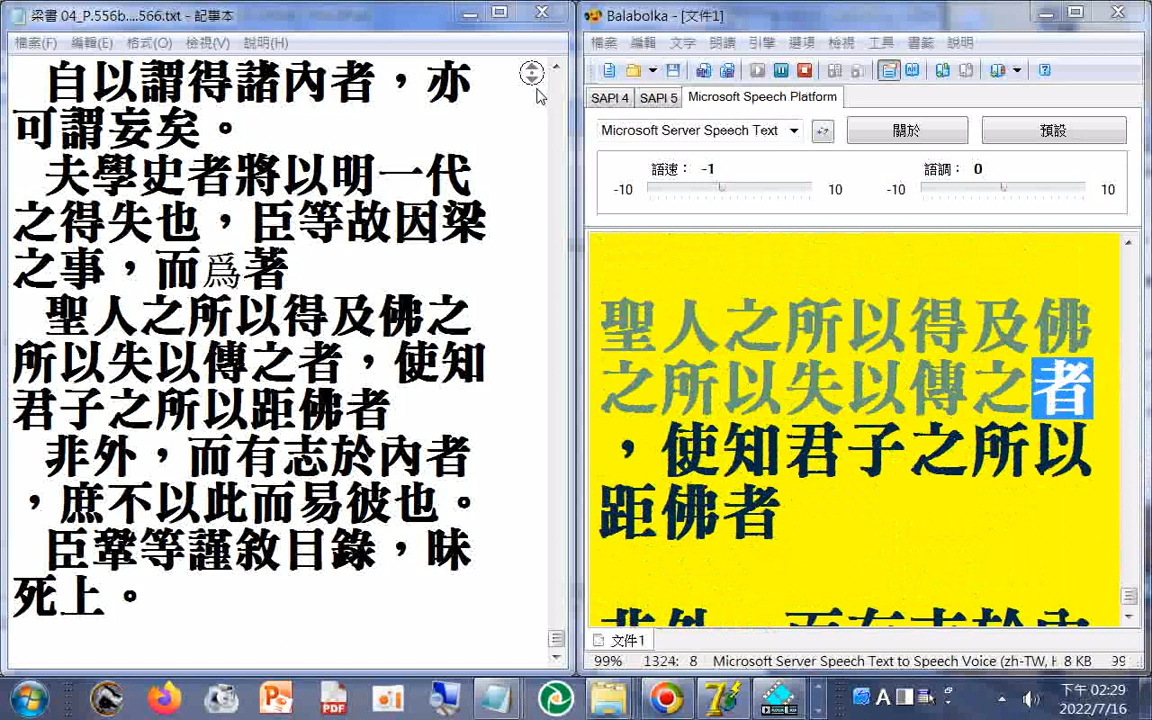 梁書 04_P.556b....566.txt - 記事本
檔案(F) 編輯(E) 格式(O) 檢視(V) 說明(H)
自以謂得諸內者，亦
可謂妄矣。
夫學史者將以明一代
之得失也，臣等故因梁
之事，而爲著
聖人之所以得及佛之
所以失以傳之者，使知
君子之所以距佛者
非外，而有志於內者
，庶不以此而易彼也。
臣鞏等謹敘目錄，昧
死上。
Balabolka - [文件1]
檔案 編輯 文字 朗讀 引擎 選項 檢視 工具 書籤 說明
SAPI 4 SAPI 5 Microsoft Speech Platform
Microsoft Server Speech Text 關於 預設
語速： -1 語調： 0
-10 10 -10 10
聖人之所以得及佛
之所以失以傳之者
，使知君子之所以
距佛者
非外，而有志於內
文件1
99% 1324: 8 Microsoft Server Speech Text to Speech Voice (zh-TW, H 8 KB 99
PDF
A
下午 02:29
2022/7/16